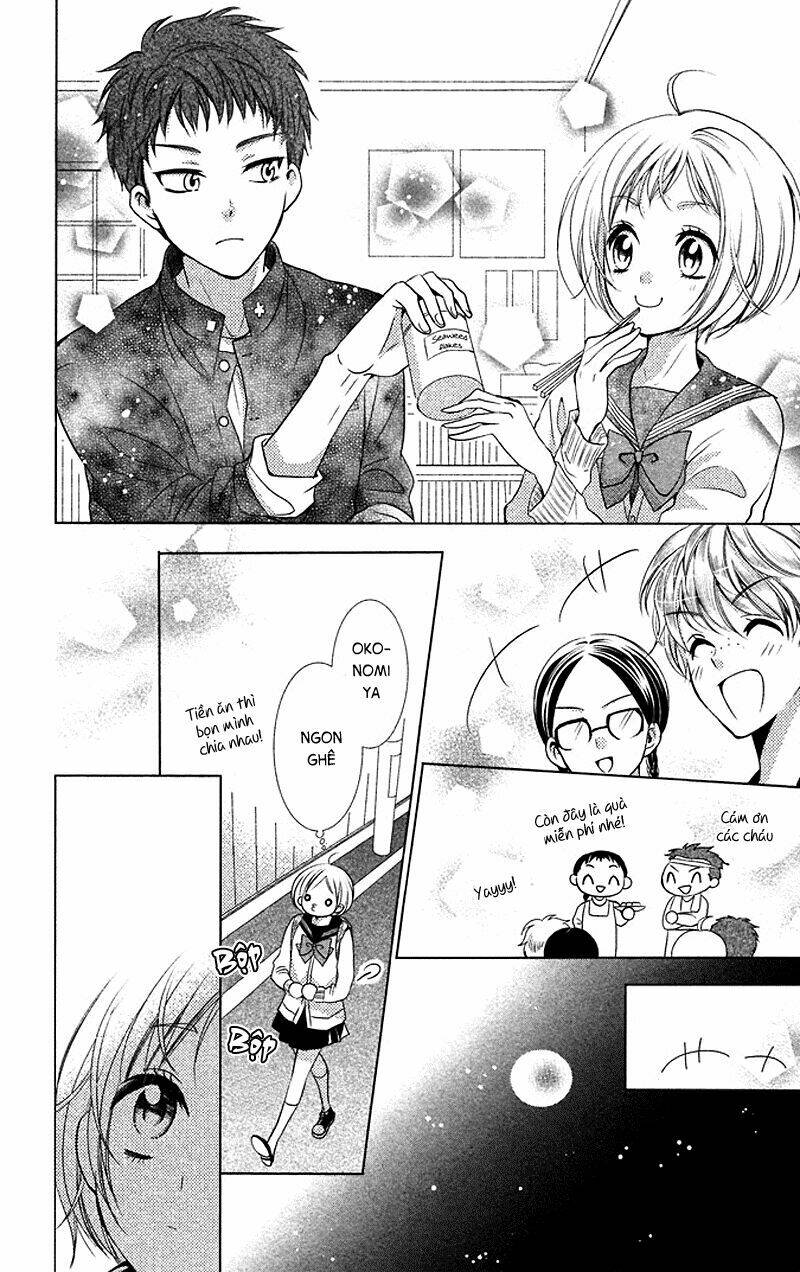 Seaweed
flakes
Cám ơn
các cháu
Còn đây là quà
miễn phí nhé!
Yayyy!
OKO-
NOMI
YA
NGON
GHÊ
Tiền ăn thì
bọn mình
chia nhau!
BỘP
BỘP